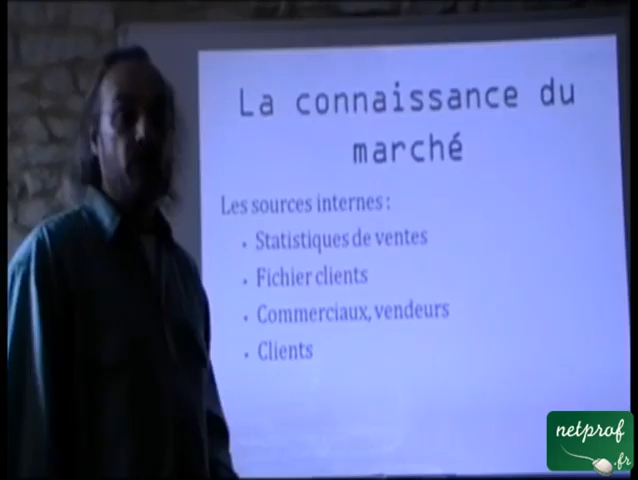 La connaissance du
marché
Les sources internes :
• Statistiques de ventes
• Fichier clients
• Commerciaux, vendeurs
• Clients
netprof
.fr